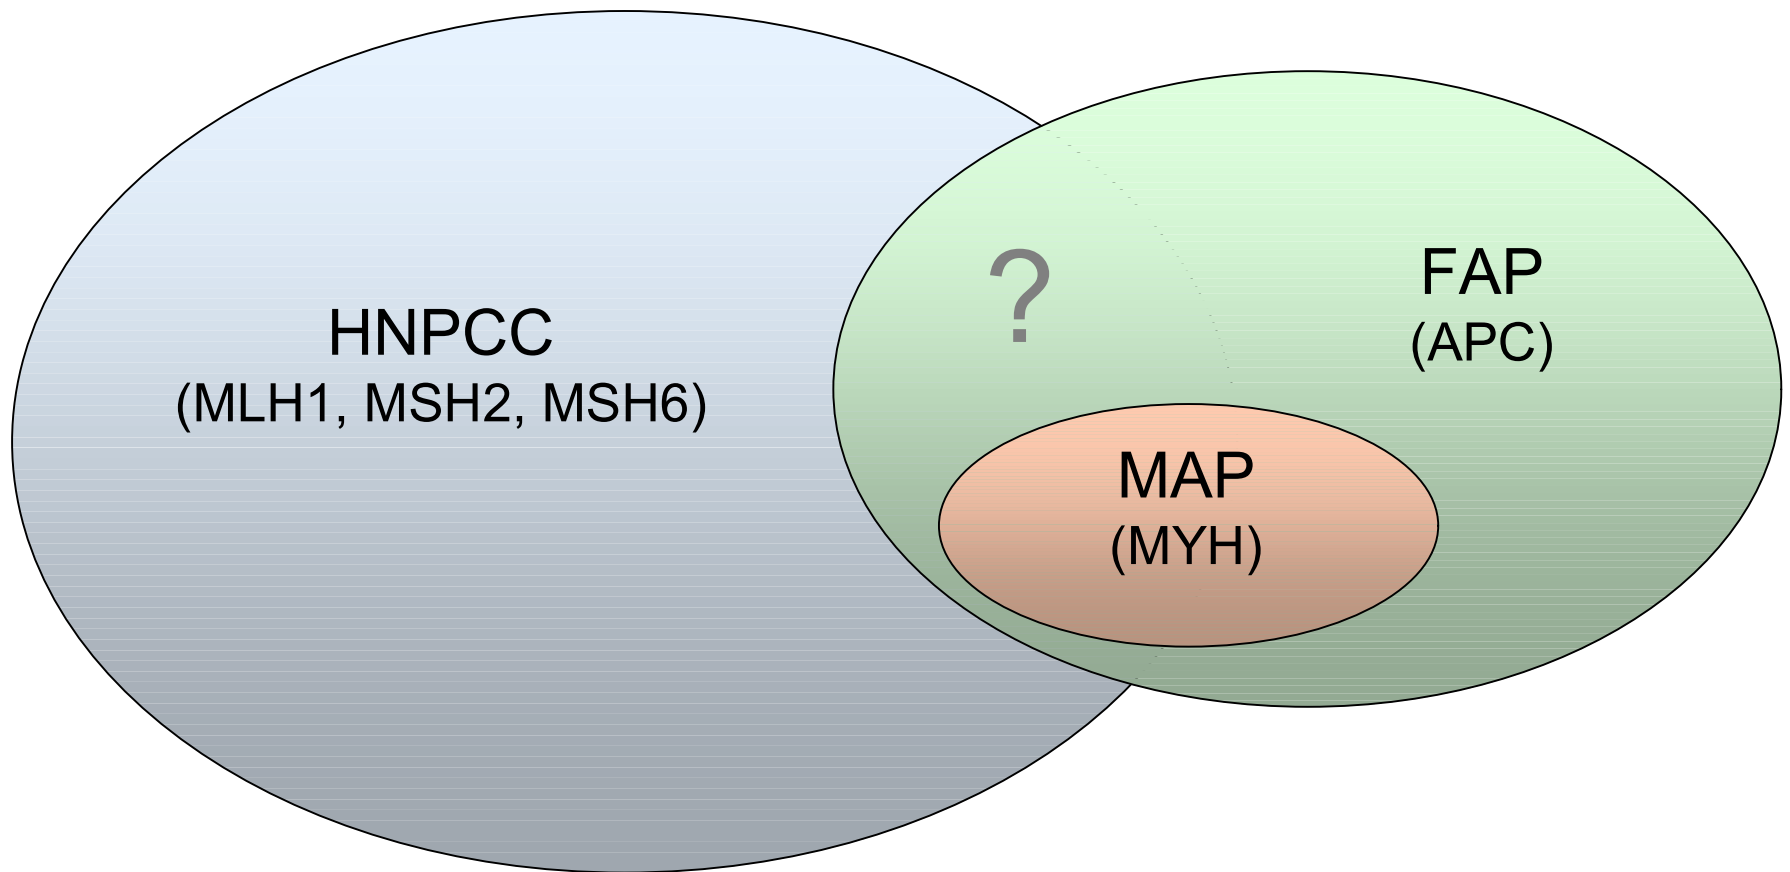 HNPCC
(MLH1, MSH2, MSH6)
?
FAP
(APC)
MAP
(MYH)